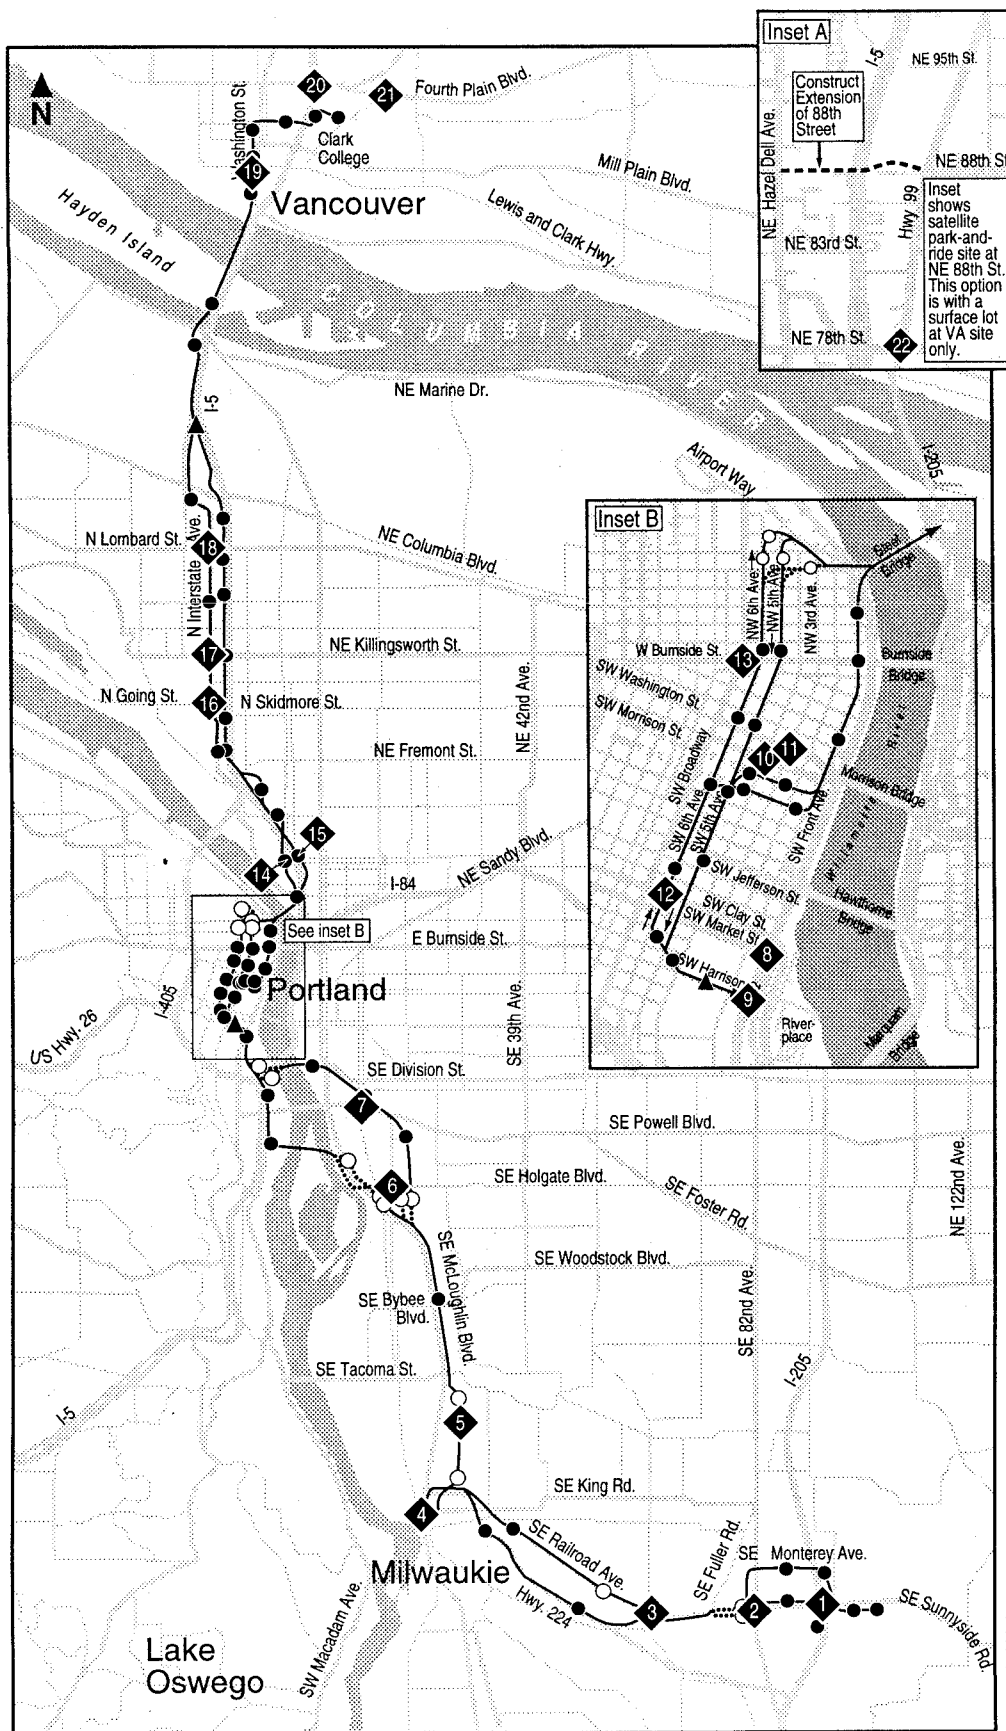 Inset A
I-5
NE 95th St.
Construct
Extension
of 88th
Street
NE Hazel Dell Ave.
NE 88th St
Hwy 99
NE 83rd St.
NE 78th St.
22
Inset
shows
satellite
park-and-
ride site at
NE 88th St.
This option
is with a
surface lot
at VA site
only.
N
20
21
Fourth Plain Blvd.
Washington St.
Clark
College
19
Vancouver
Mill Plain Blvd.
Lewis and Clark Hwy.
Hayden Island
COLUMBIA RIVER
NE Marine Dr.
I-5
Airport Way
I-205
N Lombard St.
18
N Interstate Ave.
NE Columbia Blvd.
NE Killingsworth St.
17
N Going St.
16
N Skidmore St.
NE 42nd Ave.
NE Fremont St.
15
14
NE Sandy Blvd.
I-84
See inset B
E Burnside St.
Portland
I-405
US Hwy. 26
SE 39th Ave.
SE Division St.
7
SE Powell Blvd.
SE Holgate Blvd.
6
SE Foster Rd.
NE 122nd Ave.
SE McLoughlin Blvd.
SE Woodstock Blvd.
SE Bybee
Blvd.
SE 82nd Ave.
SE Tacoma St.
I-205
I-5
5
SE King Rd.
4
Milwaukie
SE Railroad Ave.
SE Fuller Rd.
SE Monterey Ave.
Hwy. 224
3
2
1
SE Sunnyside Rd.
SW Macadam Ave.
Lake
Oswego
Inset B
Steel
Bridge
NW 6th Ave.
NW 5th Ave.
NW 3rd Ave.
W Burnside St.
13
Burnside
Bridge
SW Washington St.
SW Morrison St.
SW Broadway
10
11
SW 6th Ave.
SW 5th Ave.
SW Front Ave.
Morrison Bridge
Willamette River
SW Jefferson St.
12
SW Clay St.
SW Market St.
Hawthorne
Bridge
8
SW Harrison
9
River-
place
Marquam
Bridge